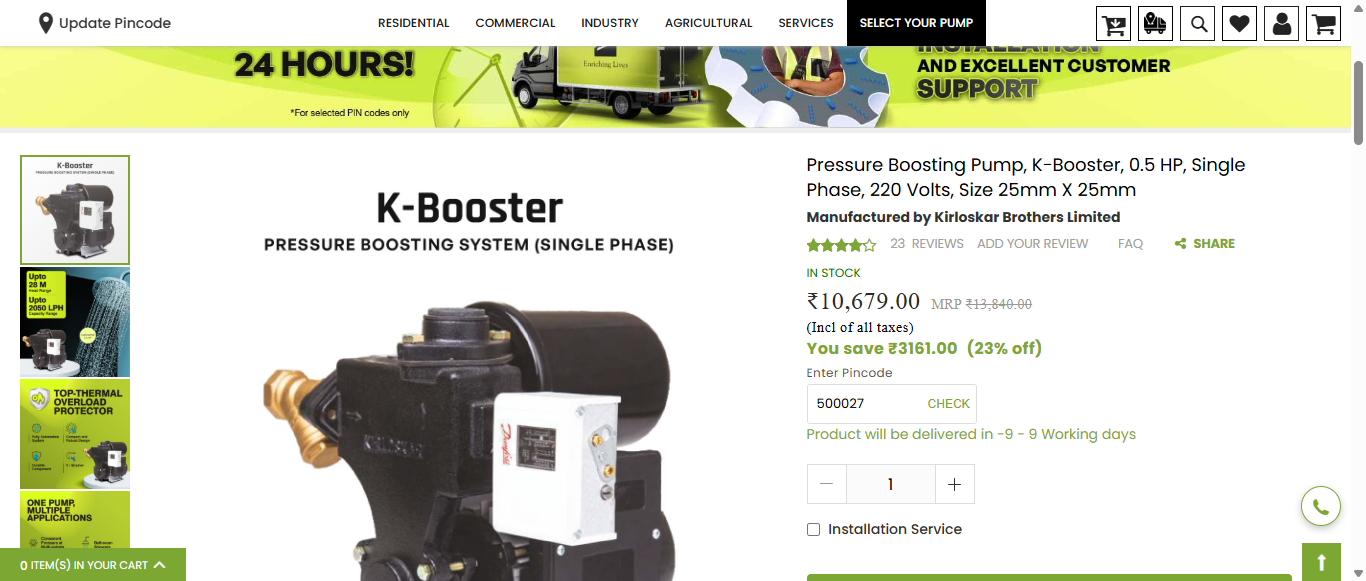 Update Pincode
RESIDENTIAL
COMMERCIAL
INDUSTRY
AGRICULTURAL
SERVICES
SELECT YOUR PUMP
24 HOURS!
*For selected PIN codes only
Enriching Lives
INSTALLATION
AND EXCELLENT CUSTOMER
SUPPORT
K-Booster
PRESSURE BOOSTING SYSTEM (SINGLE PHASE)
Upto
28 M
Head Range
Upto
2050 LPH
Capacity Range
TOP-THERMAL
OVERLOAD
PROTECTOR
ONE PUMP,
MULTIPLE
APPLICATIONS
0 ITEM(S) IN YOUR CART
K-Booster
PRESSURE BOOSTING SYSTEM (SINGLE PHASE)
Danfoss
Pressure Boosting Pump, K-Booster, 0.5 HP, Single
Phase, 220 Volts, Size 25mm X 25mm
Manufactured by Kirloskar Brothers Limited
23 REVIEWS ADD YOUR REVIEW FAQ SHARE
IN STOCK
₹10,679.00 MRP ₹13,840.00
(Incl of all taxes)
You save ₹3161.00 (23% off)
Enter Pincode
500027 CHECK
Product will be delivered in -9 - 9 Working days
1
Installation Service